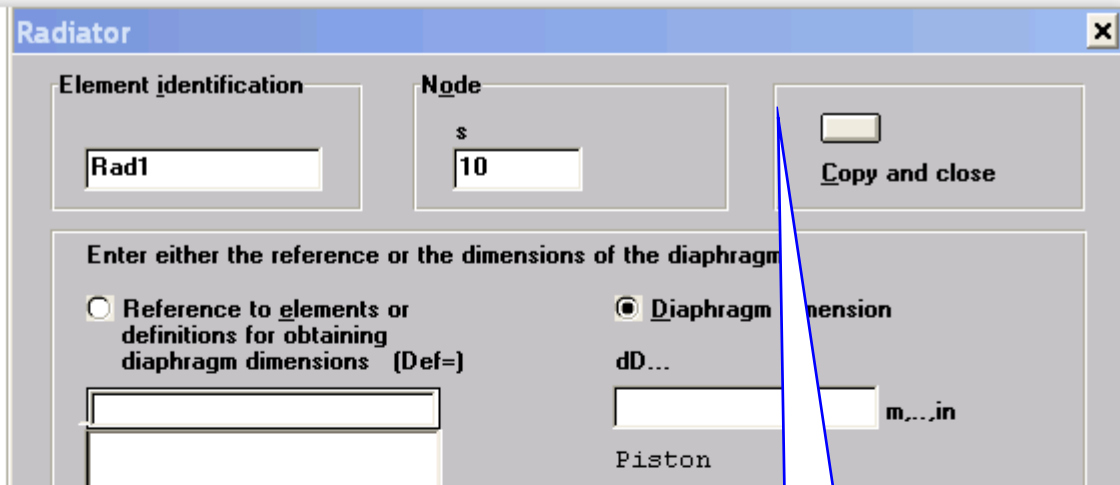 Radiator
Element identification
Node
s
Rad1
10
Copy and close
Enter either the reference or the dimensions of the diaphragm
Reference to elements or
definitions for obtaining
diaphragm dimensions (Def=)
Diaphragm mension
dD...
m,..,in
Piston